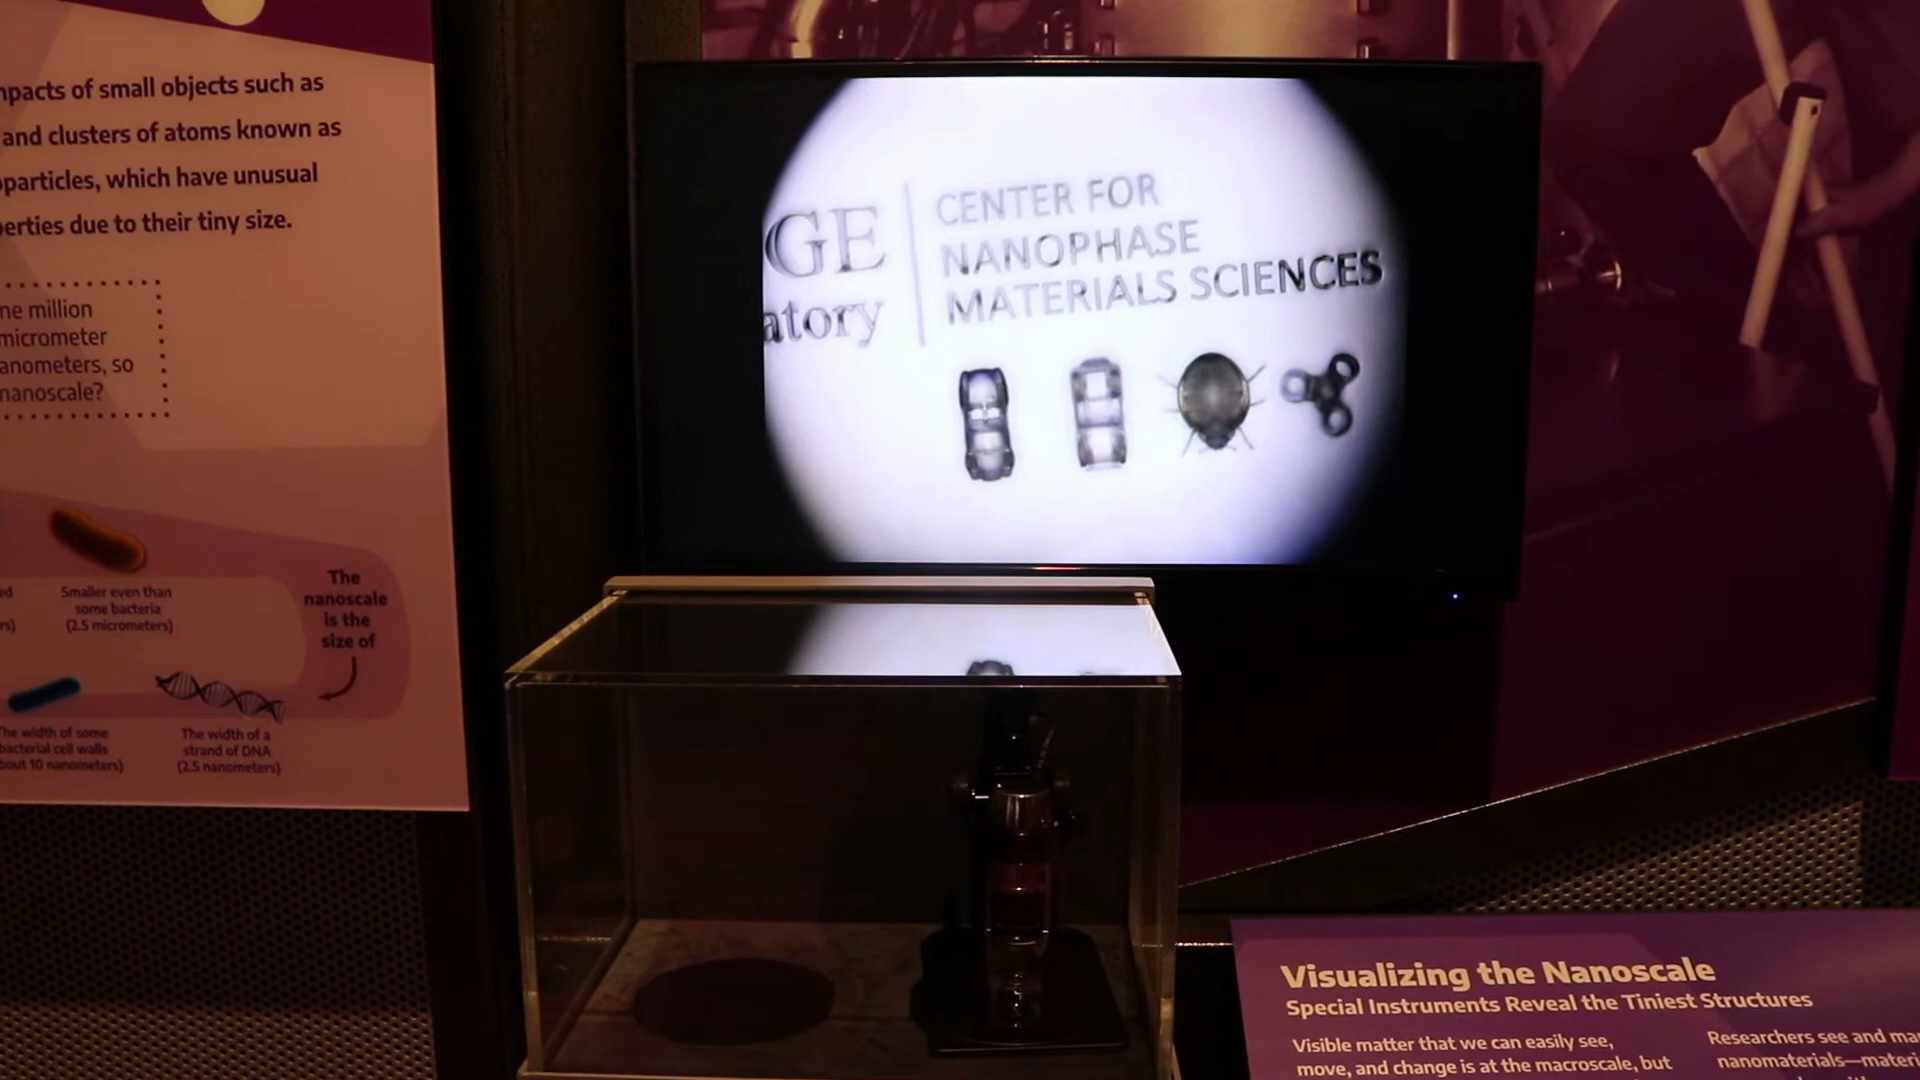 mpacts of small objects such as
and clusters of atoms known as
particles, which have unusual
perties due to their tiny size.
ne million
micrometer
anometers, so
nanoscale?
Smaller even than
some bacteria
(2.5 micrometers)
The
nanoscale
is the
size of
The width of some
bacterial cell walls
bout 10 nanometers)
The width of a
strand of DNA
(2.5 nanometers)
GE
atory
CENTER FOR
NANOPHASE
MATERIALS SCIENCES
Visualizing the Nanoscale
Special Instruments Reveal the Tiniest Structures
Visible matter that we can easily see,
move, and change is at the macroscale, but
Researchers see and ma
nanomaterials—materi